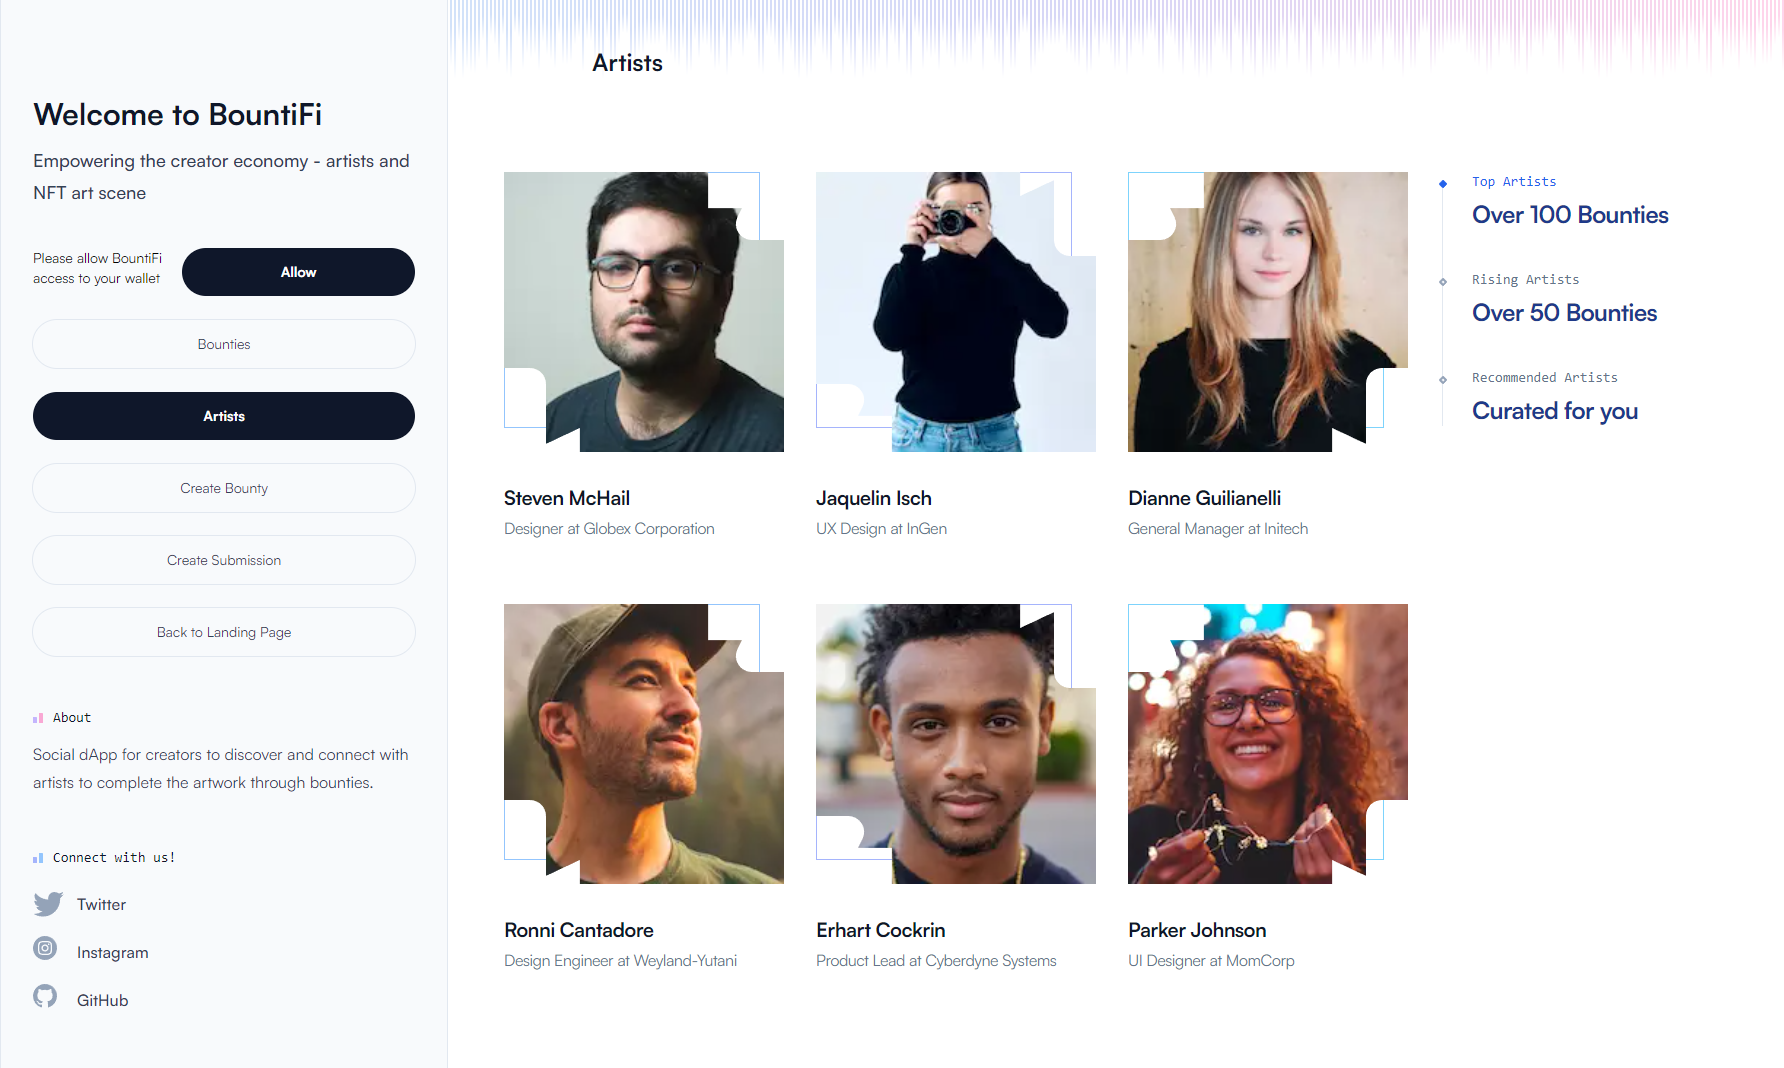 Welcome to BountiFi
Empowering the creator economy - artists and
NFT art scene
Please allow BountiFi
access to your wallet
Allow
Bounties
Artists
Create Bounty
Create Submission
Back to Landing Page
About
Social dApp for creators to discover and connect with
artists to complete the artwork through bounties.
Connect with us!
Twitter
Instagram
GitHub
Artists
Steven McHail
Designer at Globex Corporation
Jaquelin Isch
UX Design at InGen
Dianne Guilianelli
General Manager at Initech
Ronni Cantadore
Design Engineer at Weyland-Yutani
Erhart Cockrin
Product Lead at Cyberdyne Systems
Parker Johnson
UI Designer at MomCorp
Top Artists
Over 100 Bounties
Rising Artists
Over 50 Bounties
Recommended Artists
Curated for you